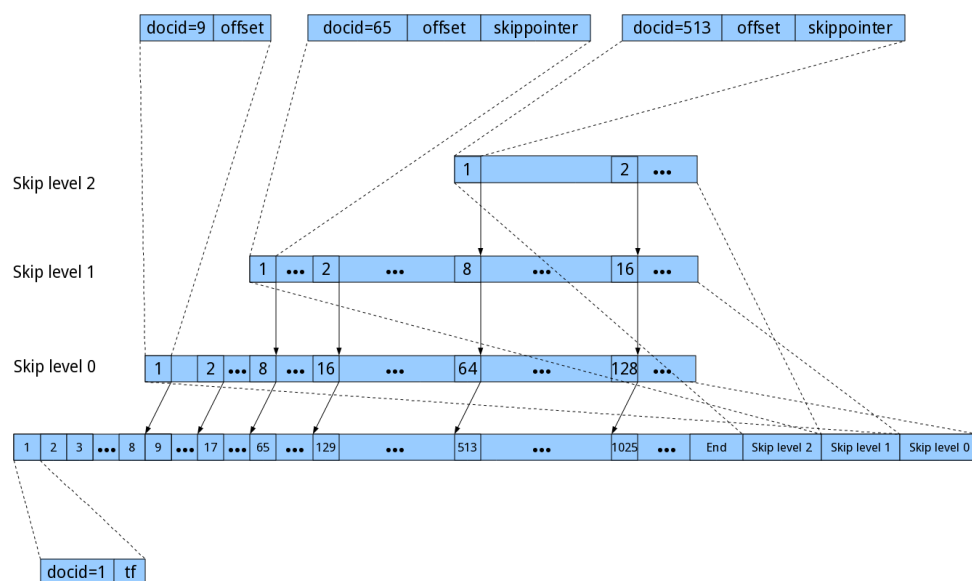 docid=9 offset docid=65 offset skippointer docid=513 offset skippointer
1 2 •••
Skip level 2
Skip level 1
1 ••• 2 ••• 8 ••• 16 •••
Skip level 0
1 2 ••• 8 ••• 16 ••• 64 ••• 128 •••
1 2 3 ••• 8 9 ••• 17 ••• 65 ••• 129 ••• 513 ••• 1025 ••• End Skip level 2 Skip level 1 Skip level 0
docid=1 tf